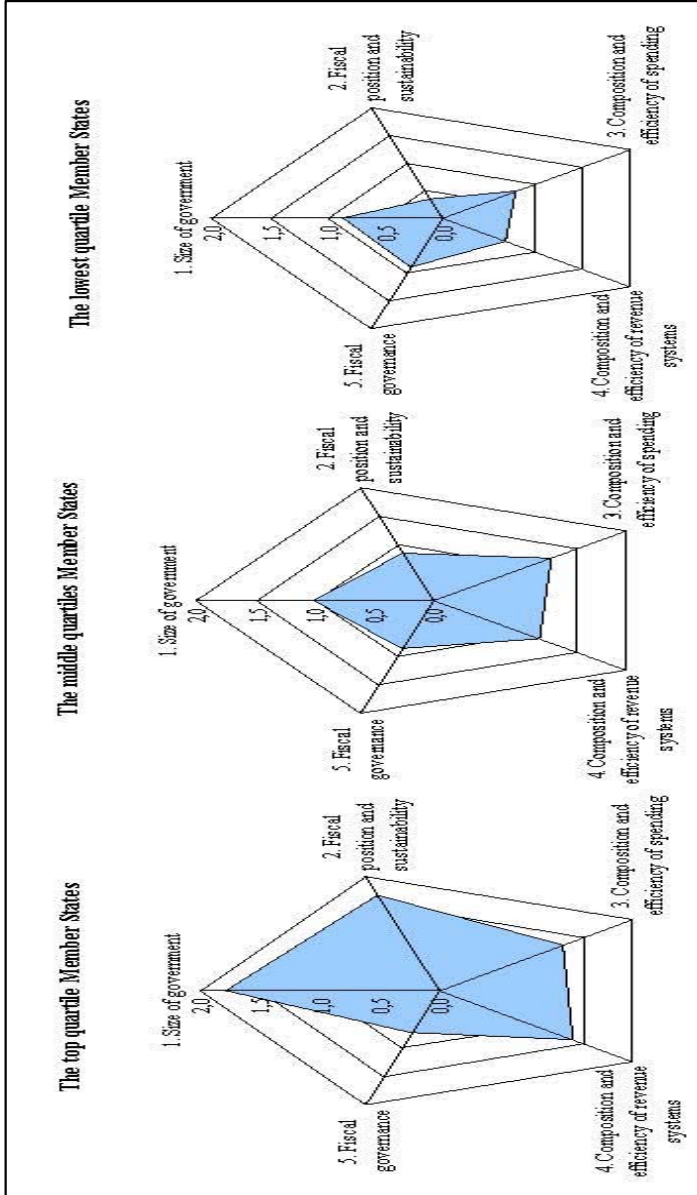 The top quartile Member States
1. Size of government
2,0
1,5
1,0
0,5
0,0
2. Fiscal
position and
sustainability
3. Composition and
efficiency of spending
4. Composition and
efficiency of revenue
systems
5. Fiscal
governance
The middle quartiles Member States
1. Size of government
2,0
1,5
1,0
0,5
0,0
2. Fiscal
position and
sustainability
3. Composition and
efficiency of spending
4. Composition and
efficiency of revenue
systems
5. Fiscal
governance
The lowest quartile Member States
1. Size of government
2,0
1,5
1,0
0,5
0,0
2. Fiscal
position and
sustainability
3. Composition and
efficiency of spending
4. Composition and
efficiency of revenue
systems
5. Fiscal
governance